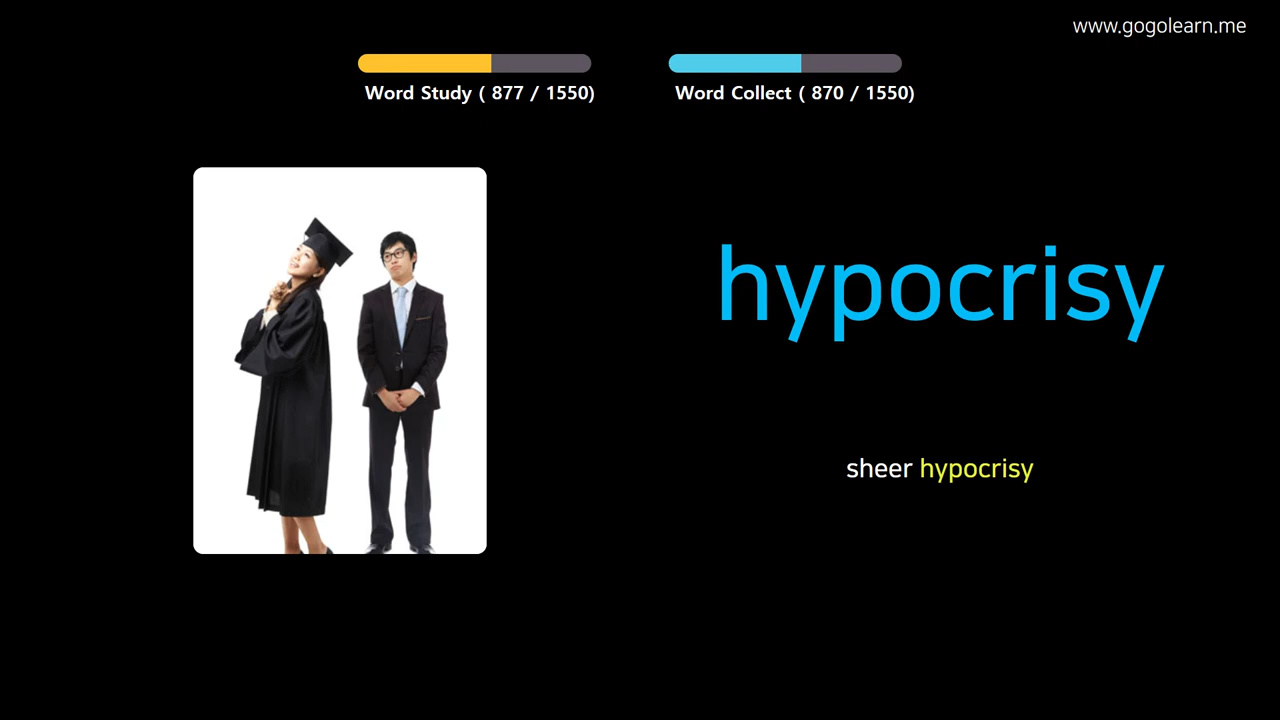 www.gogolearn.me
Word Study ( 877 / 1550)
Word Collect ( 870 / 1550)
hypocrisy
sheer hypocrisy